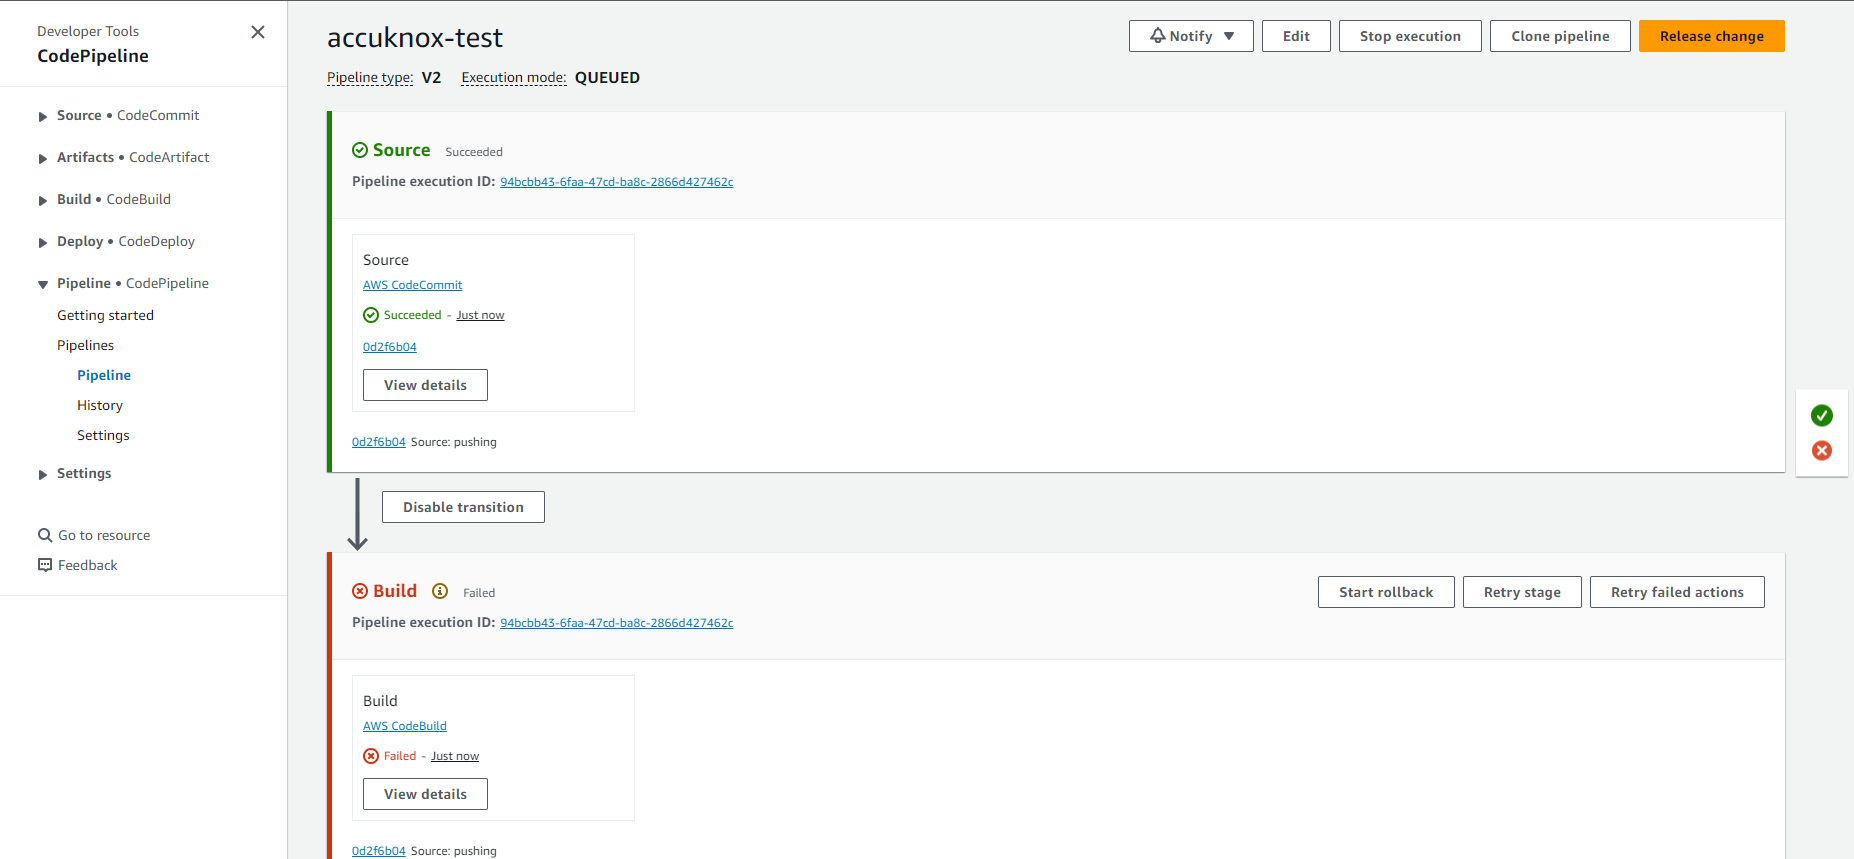 Developer Tools
CodePipeline
Source • CodeCommit
Artifacts • CodeArtifact
Build • CodeBuild
Deploy • CodeDeploy
Pipeline • CodePipeline
Getting started
Pipelines
Pipeline
History
Settings
Settings
Go to resource
Feedback
accuknox-test
Notify Edit Stop execution Clone pipeline Release change
Pipeline type: V2 Execution mode: QUEUED
Source Succeeded
Pipeline execution ID: 94bcbb43-6faa-47cd-ba8c-2866d427462c
Source
AWS CodeCommit
Succeeded - Just now
0d2f6b04
View details
0d2f6b04 Source: pushing
Disable transition
Build Failed
Start rollback Retry stage Retry failed actions
Pipeline execution ID: 94bcbb43-6faa-47cd-ba8c-2866d427462c
Build
AWS CodeBuild
Failed - Just now
View details
0d2f6b04 Source: pushing